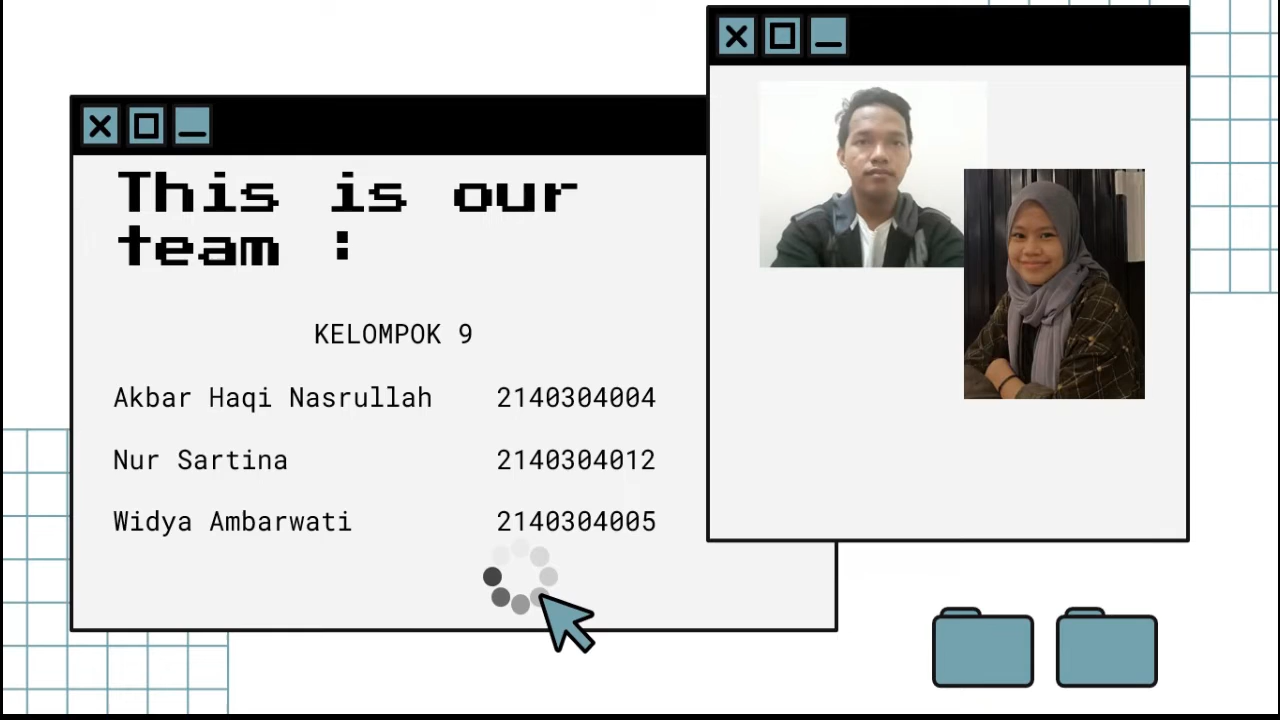 This is our
team :
KELOMPOK 9
Akbar Haqi Nasrullah 2140304004
Nur Sartina 2140304012
Widya Ambarwati 2140304005